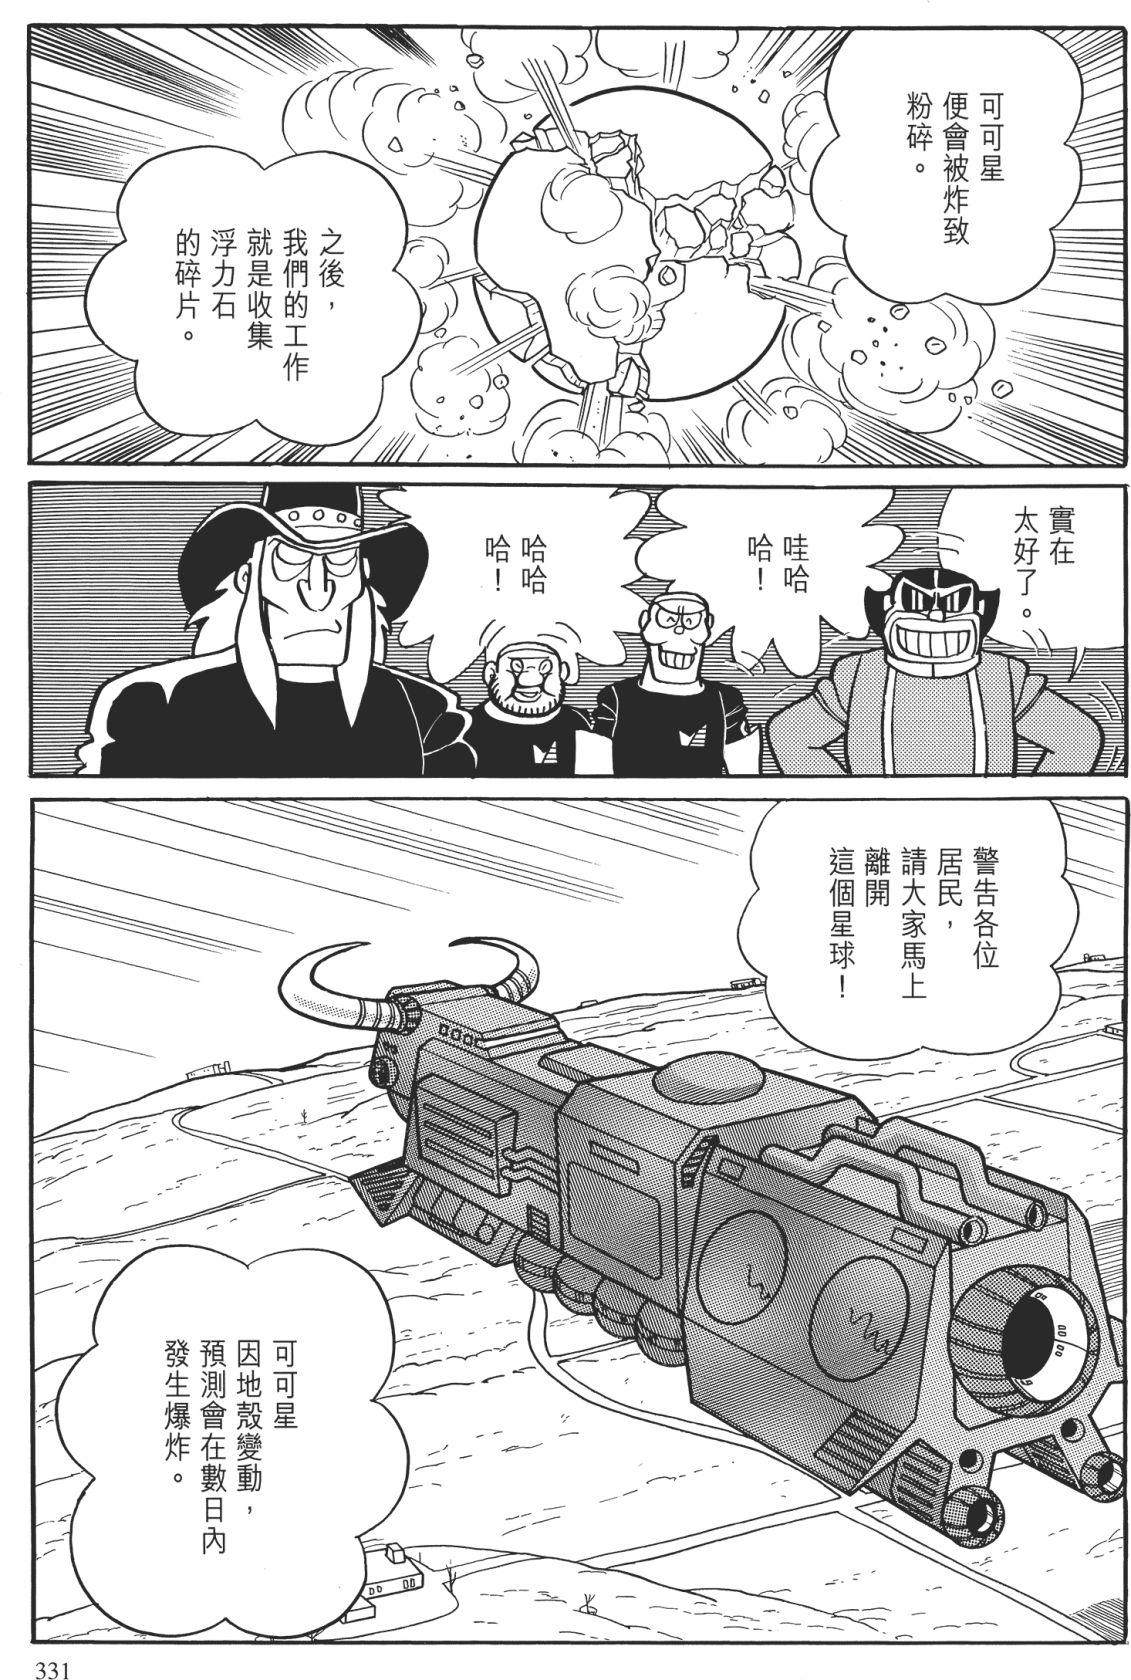 可可星
便會被炸致
粉碎。
之後，
我們的工作
就是收集
浮力石
的碎片。
實在
太好了。
哇哈
哈！
哈哈
哈！
警告各位
居民，
請大家馬上
離開
這個星球！
可可星
因地殼變動，
預測會在數日內
發生爆炸。
331